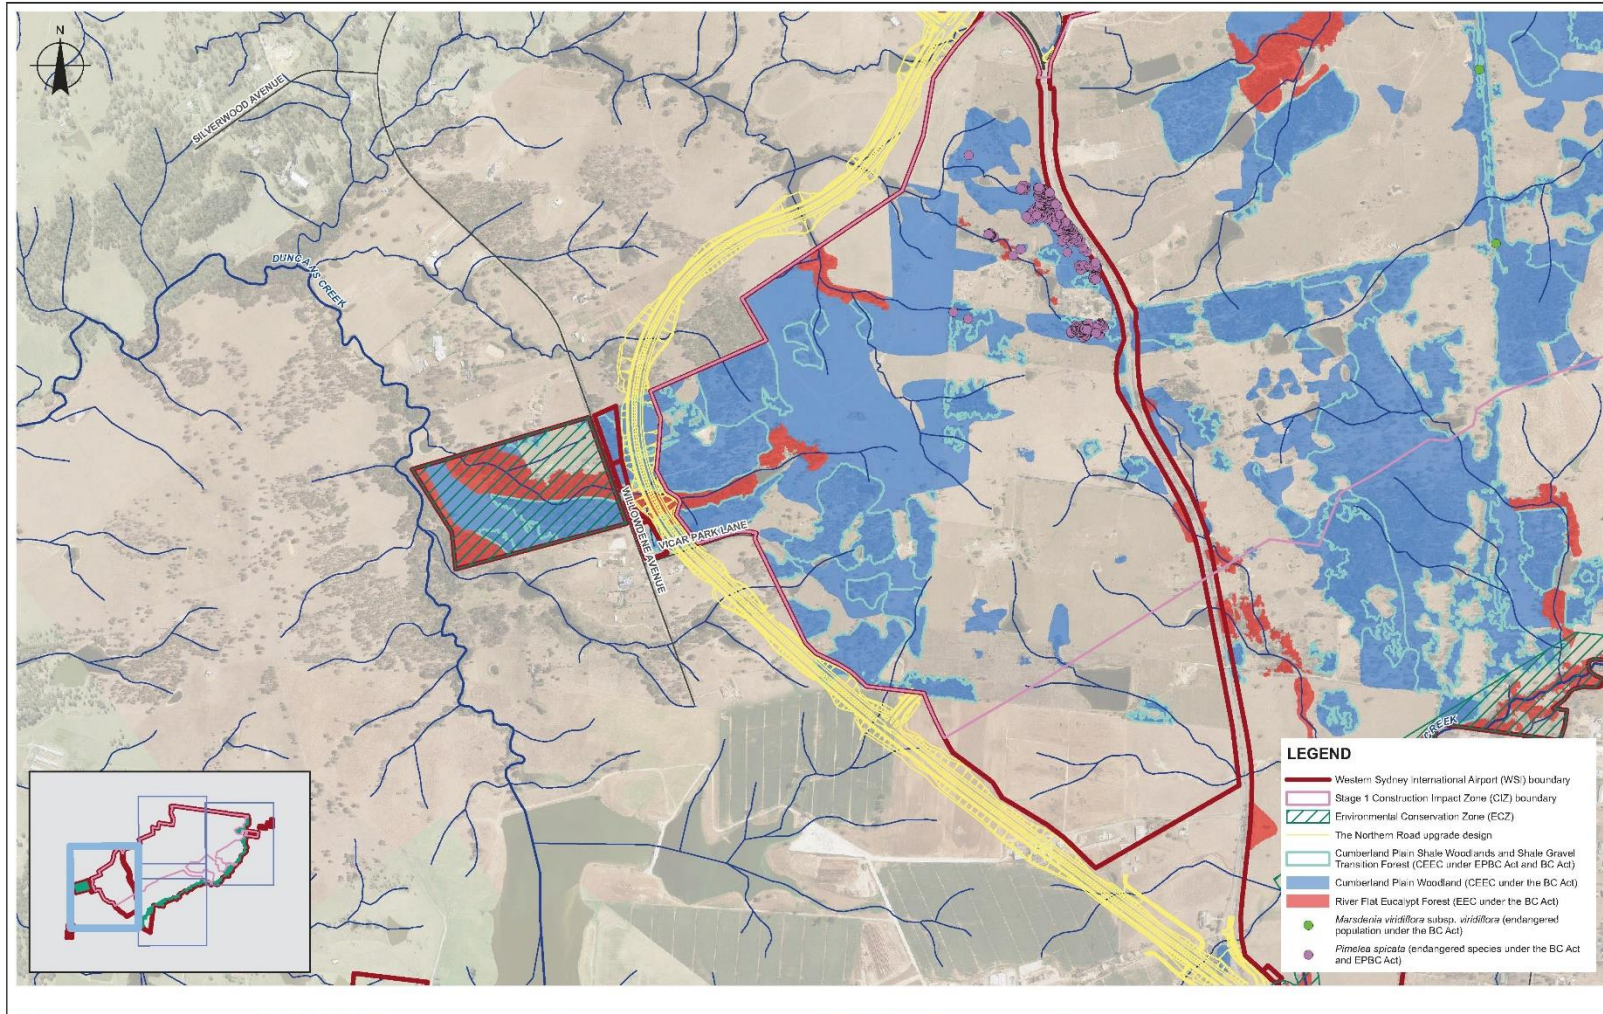 N
SILVERWOOD AVENUE
DUNCANS CREEK
WILLOWDENE AVENUE
VICAR PARK LANE
CREEK
LEGEND
Western Sydney International Airport (WSI) boundary
Stage 1 Construction Impact Zone (CIZ) boundary
Environmental Conservation Zone (ECZ)
The Northern Road upgrade design
Cumberland Plain Shale Woodlands and Shale Gravel
Transition Forest (CEEC under EPBC Act and BC Act)
Cumberland Plain Woodland (CEEC under the BC Act)
River Flat Eucalypt Forest (EEC under the BC Act)
Marsdenia viridiflora subsp. viridiflora (endangered
population under the BC Act)
Pimelea spicata (endangered species under the BC Act
and EPBC Act)